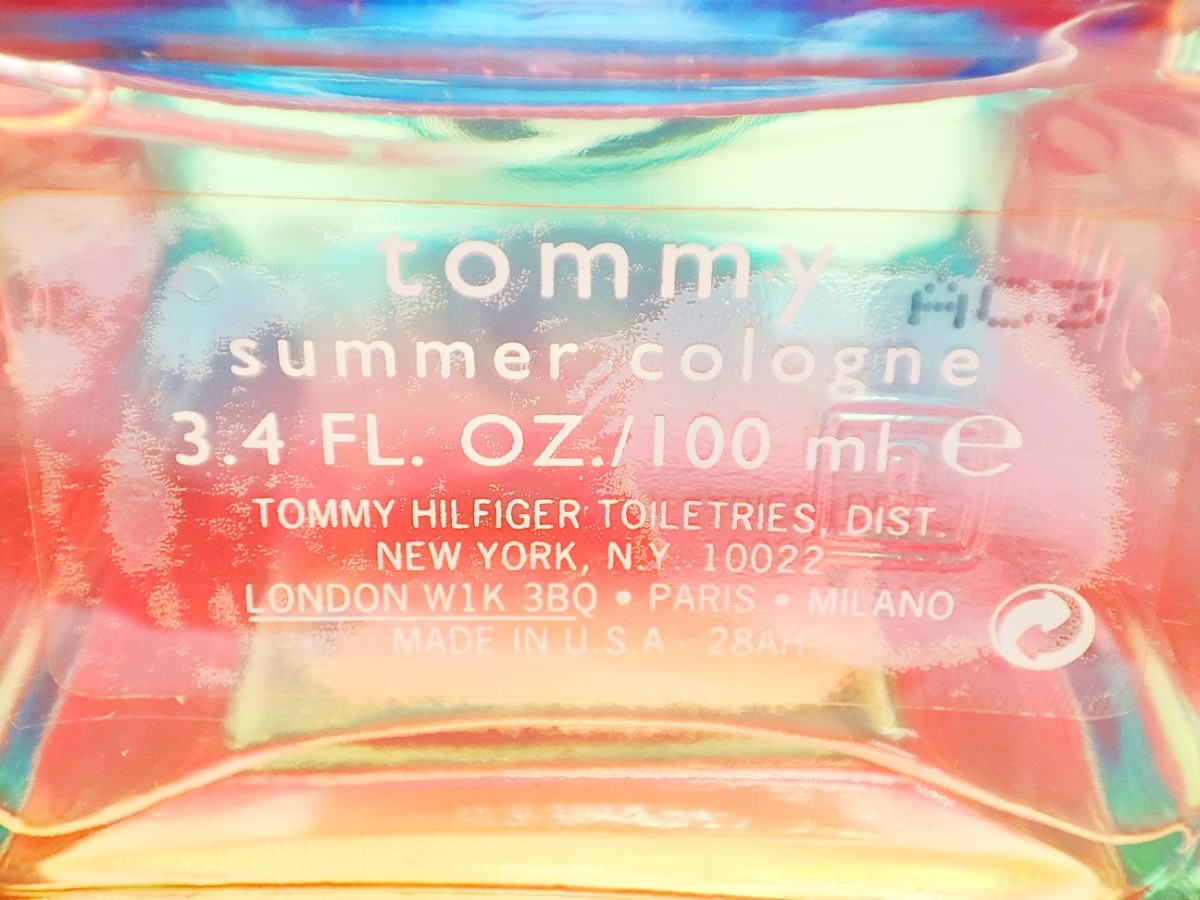 tommy
summer cologne
3.4 FL. OZ./100 ml ℮
TOMMY HILFIGER TOILETRIES, DIST.
NEW YORK, N.Y. 10022
LONDON W1K 3BQ • PARIS • MILANO
MADE IN U.S.A 28AH